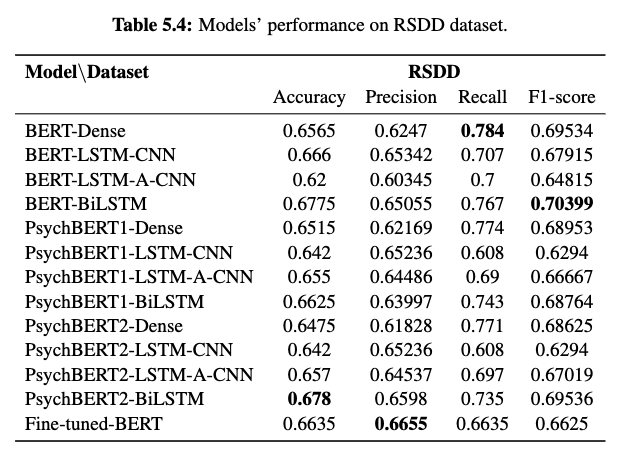 Table 5.4: Models' performance on RSDD dataset.
Model\Dataset RSDD
Accuracy Precision Recall F1-score
BERT-Dense 0.6565 0.6247 0.784 0.69534
BERT-LSTM-CNN 0.666 0.65342 0.707 0.67915
BERT-LSTM-A-CNN 0.62 0.60345 0.7 0.64815
BERT-BiLSTM 0.6775 0.65055 0.767 0.70399
PsychBERT1-Dense 0.6515 0.62169 0.774 0.68953
PsychBERT1-LSTM-CNN 0.642 0.65236 0.608 0.6294
PsychBERT1-LSTM-A-CNN 0.655 0.64486 0.69 0.66667
PsychBERT1-BiLSTM 0.6625 0.63997 0.743 0.68764
PsychBERT2-Dense 0.6475 0.61828 0.771 0.68625
PsychBERT2-LSTM-CNN 0.642 0.65236 0.608 0.6294
PsychBERT2-LSTM-A-CNN 0.657 0.64537 0.697 0.67019
PsychBERT2-BiLSTM 0.678 0.6598 0.735 0.69536
Fine-tuned-BERT 0.6635 0.6655 0.6635 0.6625